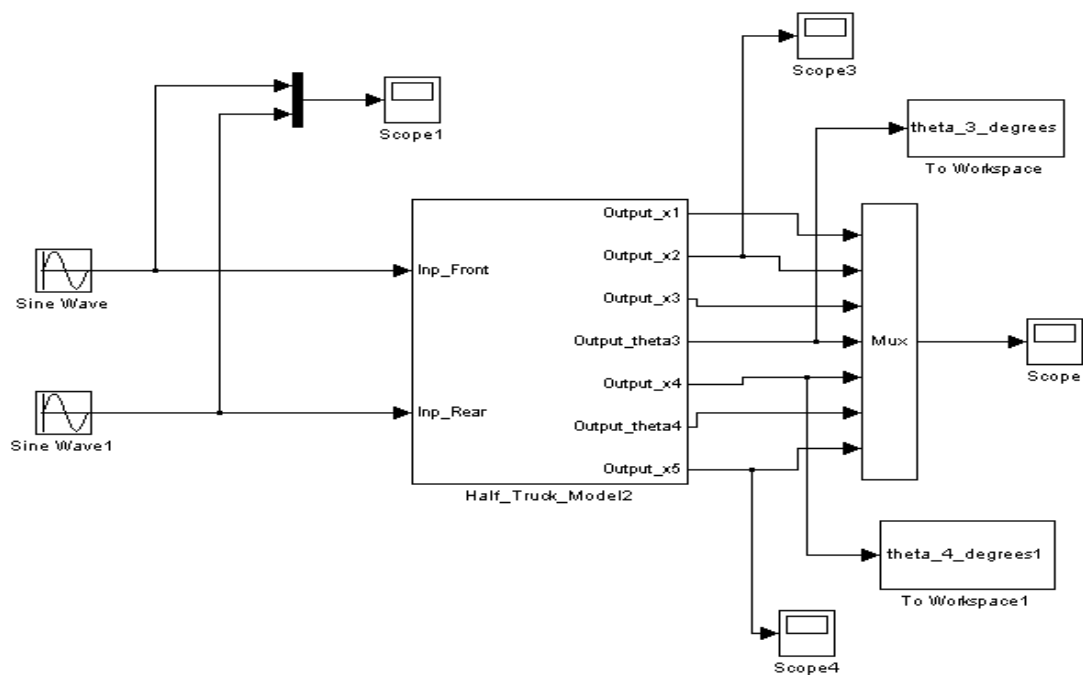 Scope3
Scope1
theta_3_degrees
To Workspace
Sine Wave
Sine Wave1
Inp_Front
Inp_Rear
Output_x1
Output_x2
Output_x3
Output_theta3
Output_x4
Output_theta4
Output_x5
Half_Truck_Model2
Mux
Scope
theta_4_degrees1
To Workspace1
Scope4